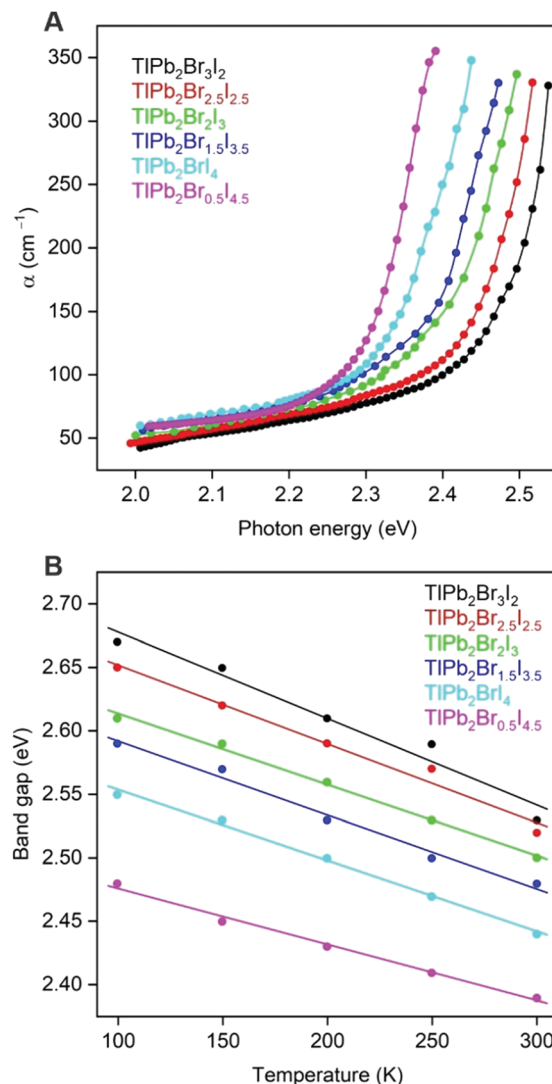 A
350
300
250
200
150
100
50
α (cm⁻¹)
TlPb₂Br₃I₂
TlPb₂Br₂.₅I₂.₅
TlPb₂Br₂I₃
TlPb₂Br₁.₅I₃.₅
TlPb₂BrI₄
TlPb₂Br₀.₅I₄.₅
2.0 2.1 2.2 2.3 2.4 2.5
Photon energy (eV)
B
2.70
2.65
2.60
2.55
2.50
2.45
2.40
Band gap (eV)
TlPb₂Br₃I₂
TlPb₂Br₂.₅I₂.₅
TlPb₂Br₂I₃
TlPb₂Br₁.₅I₃.₅
TlPb₂BrI₄
TlPb₂Br₀.₅I₄.₅
100 150 200 250 300
Temperature (K)